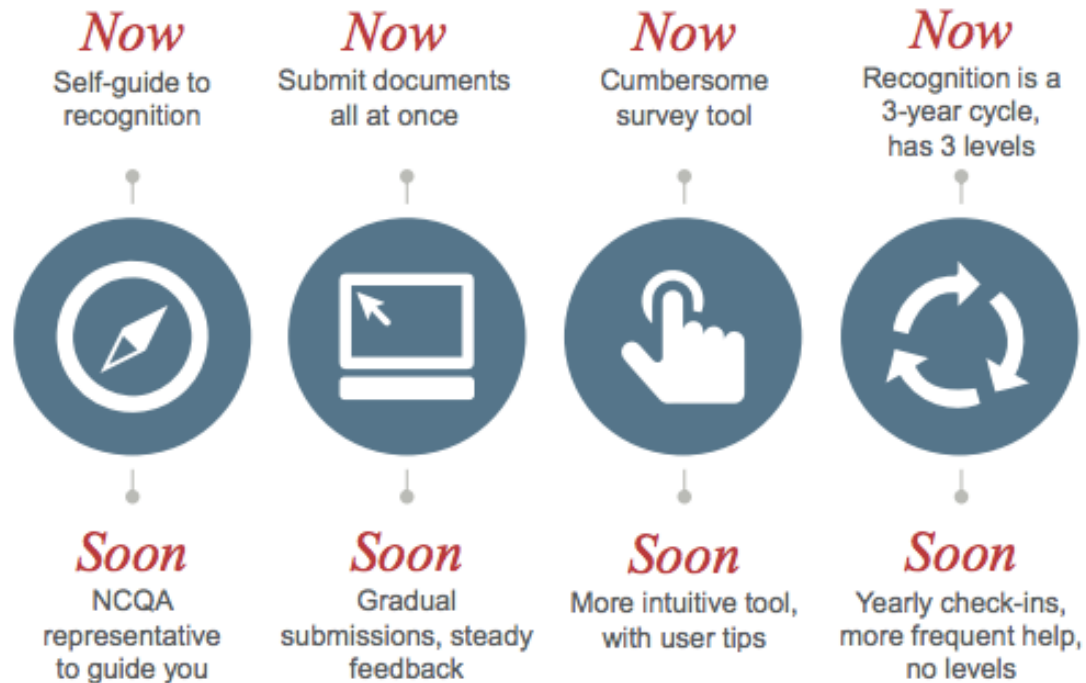 Now
Self-guide to
recognition
Now
Submit documents
all at once
Now
Cumbersome
survey tool
Now
Recognition is a
3-year cycle,
has 3 levels
Soon
NCQA
representative
to guide you
Soon
Gradual
submissions, steady
feedback
Soon
More intuitive tool,
with user tips
Soon
Yearly check-ins,
more frequent help,
no levels